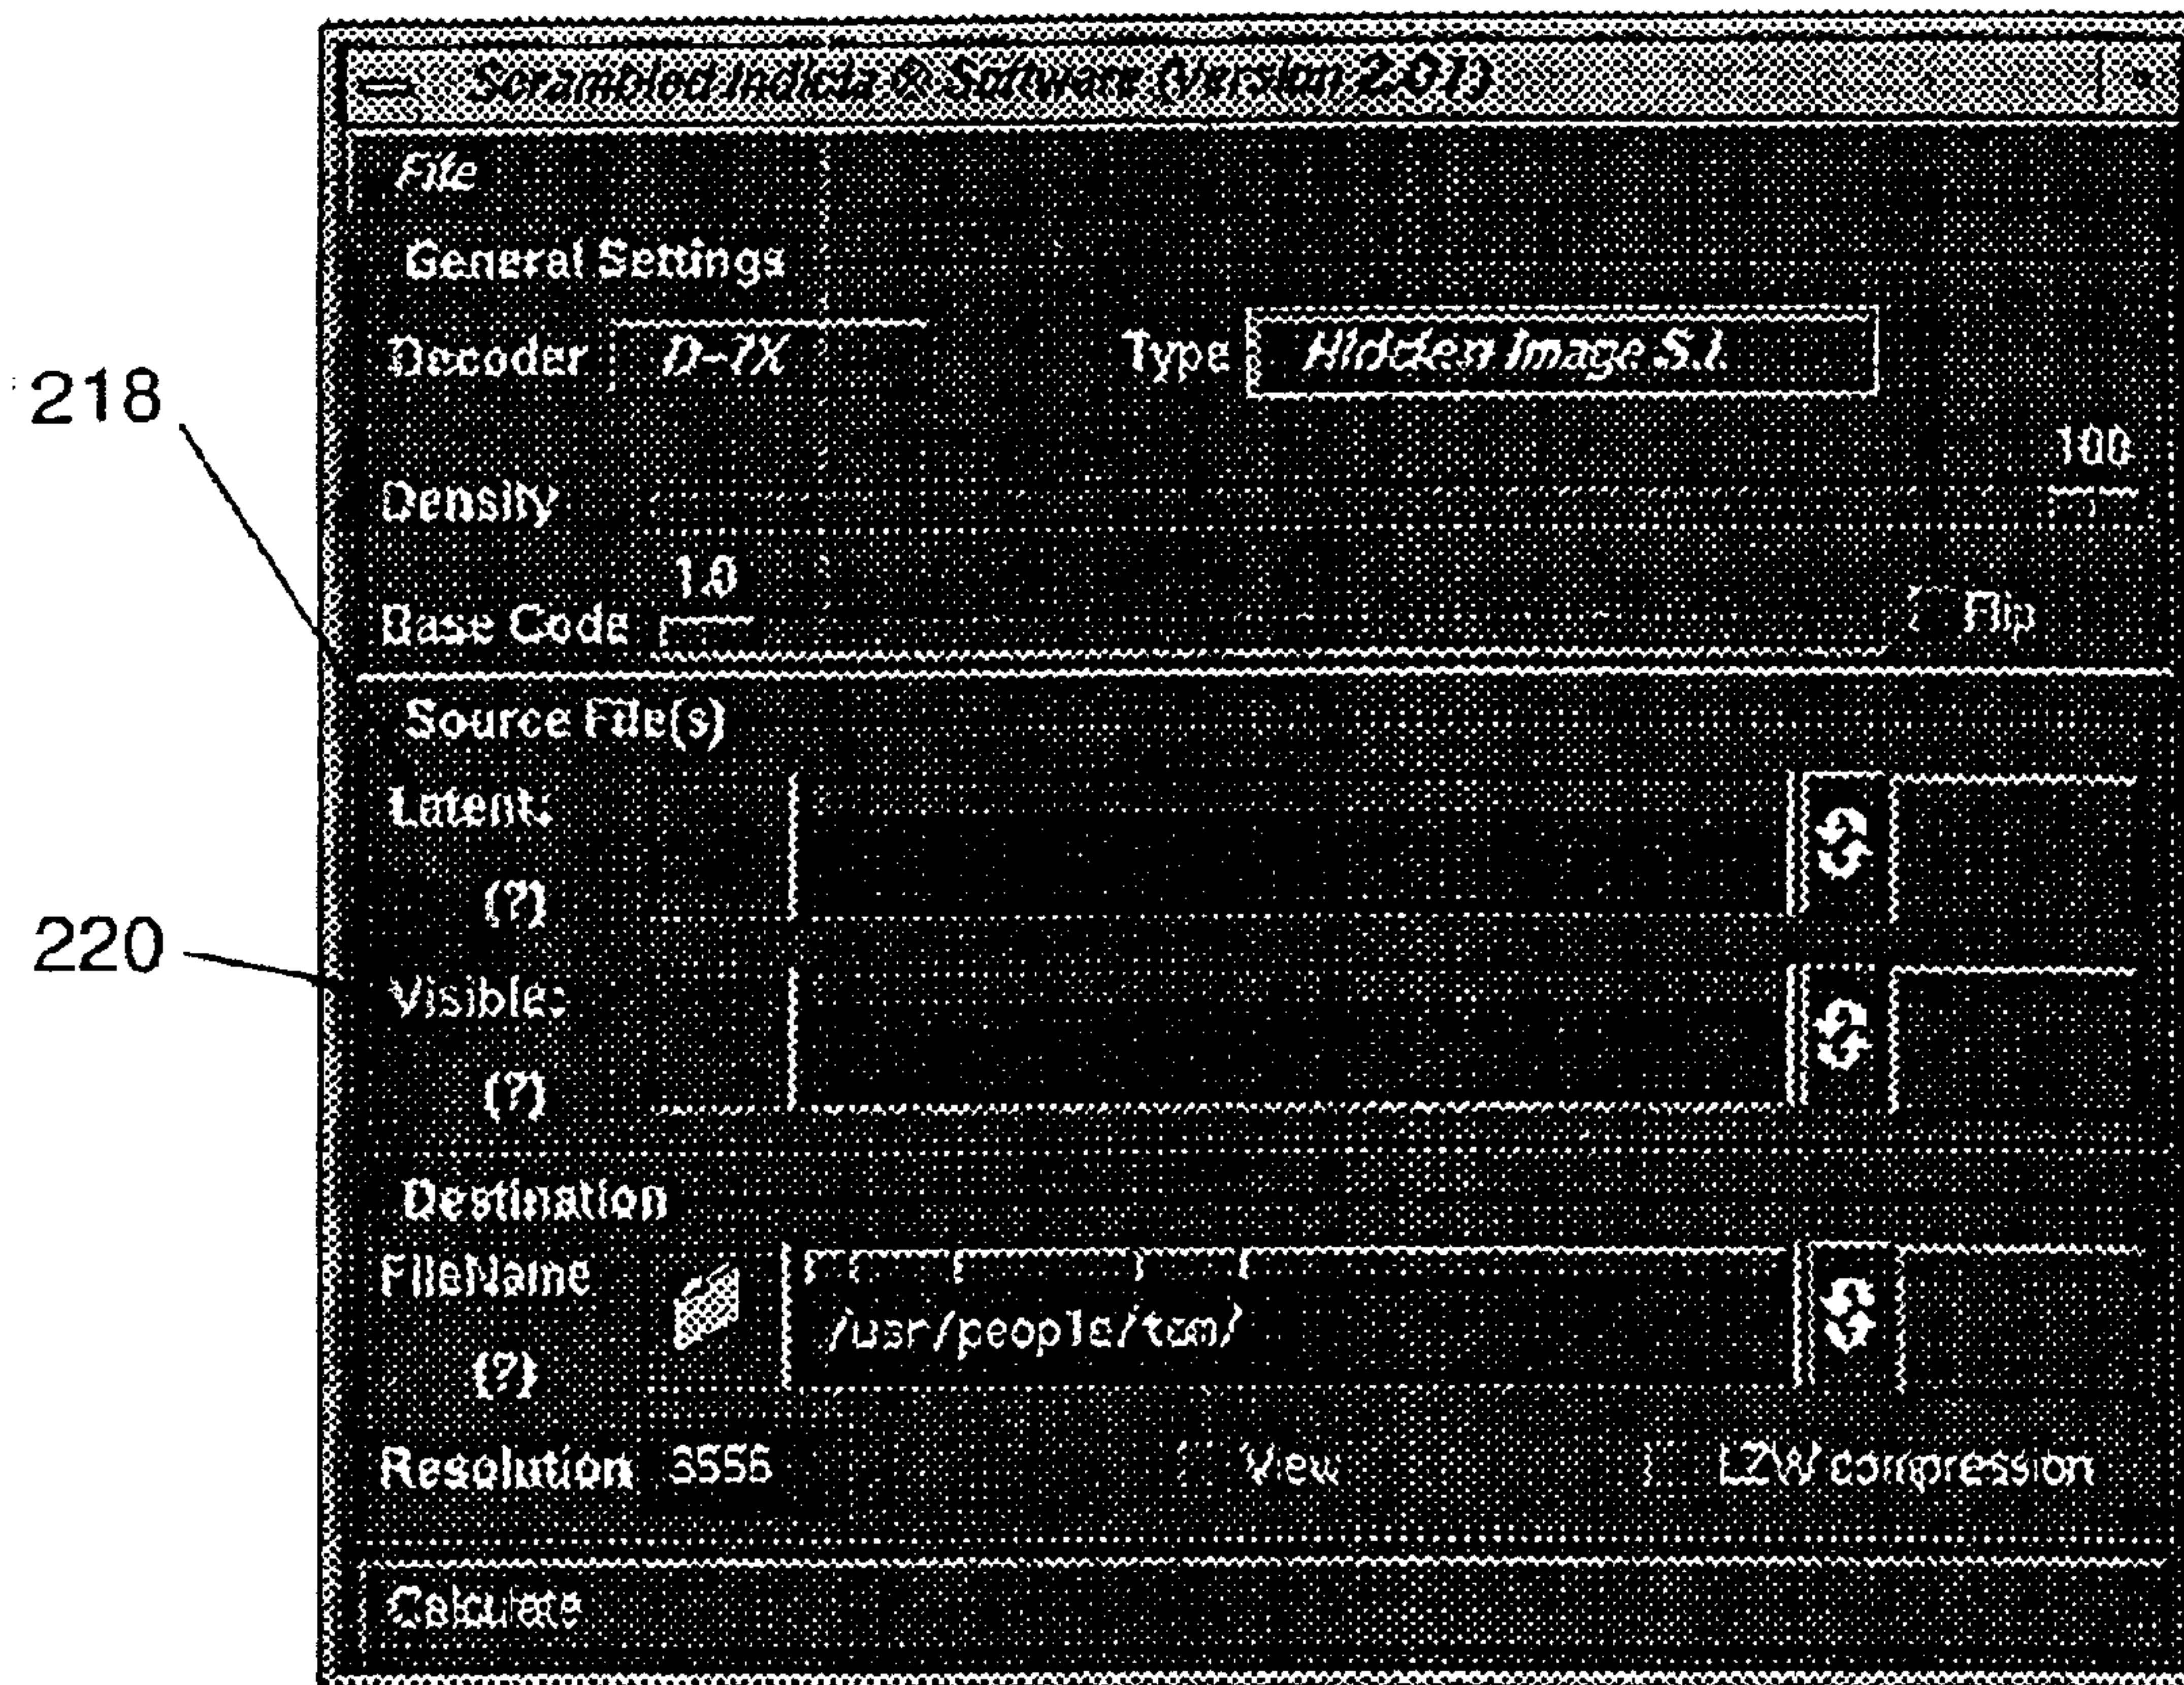 Scrambled Indicia ® Software (version 2.01)
File
General Settings
Decoder D-7X Type Hidden Image S.I.
218
100
Density
1.0
Base Code Flip
Source File(s)
Latent:
(?)
220
Visible:
(?)
Destination
FileName
/usr/people/tom/
(?)
Resolution 3556 View LZW compression
Calculate